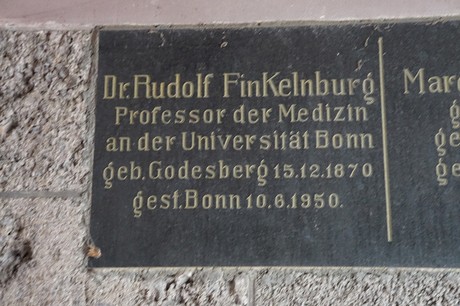 Dr. Rudolf Finkelnburg
Professor der Medizin
an der Universität Bonn
geb. Godesberg 15.12.1870
gest. Bonn 10.6.1950.